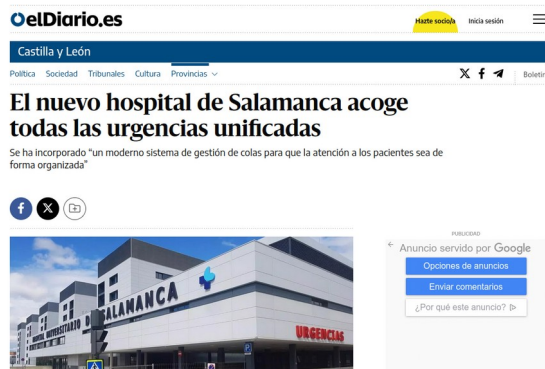 elDiario.es
Hazte socio/a
Inicia sesión
Castilla y León
Política Sociedad Tribunales Cultura Provincias
Boletín
El nuevo hospital de Salamanca acoge
todas las urgencias unificadas
Se ha incorporado “un moderno sistema de gestión de colas para que la atención a los pacientes sea de
forma organizada”
PUBLICIDAD
Anuncio servido por Google
Opciones de anuncios
Enviar comentarios
¿Por qué este anuncio?
HOSPITAL UNIVERSITARIO DE SALAMANCA
URGENCIAS